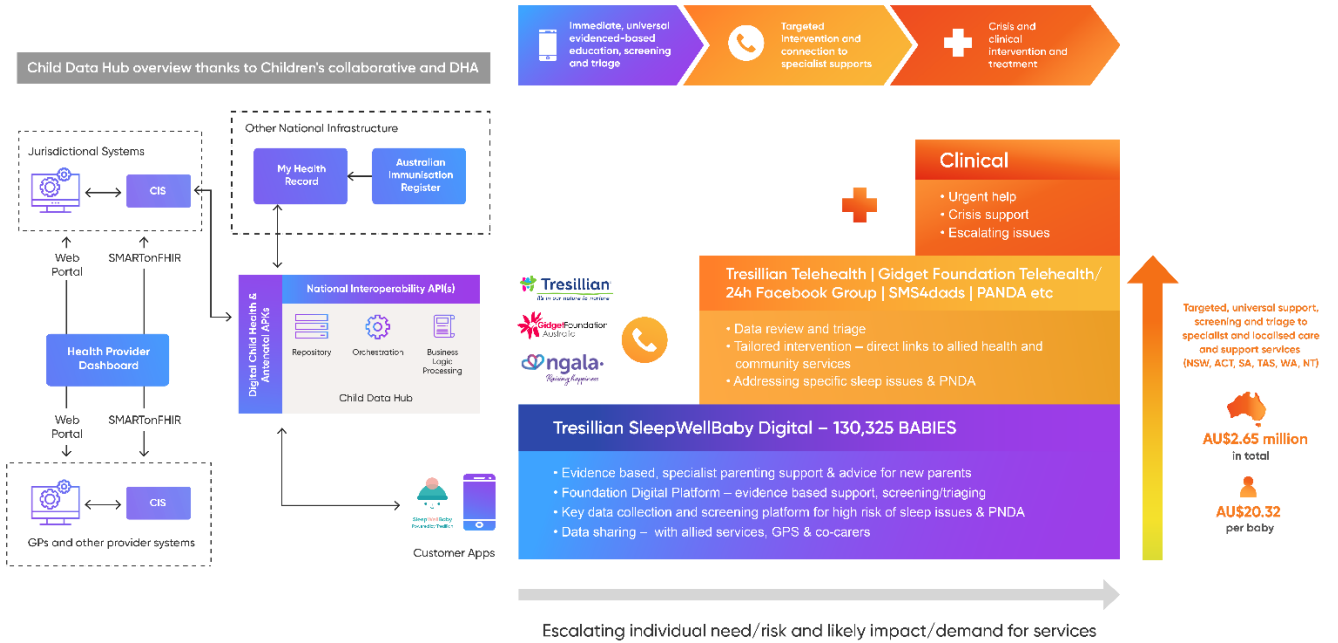 Child Data Hub overview thanks to Children's collaborative and DHA
Jurisdictional Systems
CIS
Web
Portal
SMARTonFHIR
Health Provider
Dashboard
Web
Portal
SMARTonFHIR
CIS
GPs and other provider systems
Other National Infrastructure
My Health
Record
Australian
Immunisation
Register
Digital Child Health &
Antenatal APKs
National Interoperability API(s)
Repository
Orchestration
Business
Logic
Processing
Child Data Hub
SleepWellBaby
Customer Apps
Immediate, universal
evidenced-based
education, screening
and triage
Targeted
Intervention and
connection to
specialist supports
Crisis and
clinical
intervention and
treatment
Clinical
• Urgent help
• Crisis support
• Escalating issues
Tresillian
It's in our nature to nurture
GidgetFoundation
Australia
ngala
Raising happiness
Tresillian Telehealth | Gidget Foundation Telehealth/
24h Facebook Group | SMS4dads | PANDA etc
• Data review and triage
• Tailored intervention – direct links to allied health and
community services
• Addressing specific sleep issues & PNDA
Tresillian SleepWellBaby Digital – 130,325 BABIES
• Evidence based, specialist parenting support & advice for new parents
• Foundation Digital Platform – evidence based support, screening/triaging
• Key data collection and screening platform for high risk of sleep issues & PNDA
• Data sharing – with allied services, GPS & co-carers
Targeted, universal support,
screening and triage to
specialist and localised care
and support services
(NSW, ACT, SA, TAS, WA, NT)
AU$2.65 million
in total
AU$20.32
per baby
Escalating individual need/risk and likely impact/demand for services